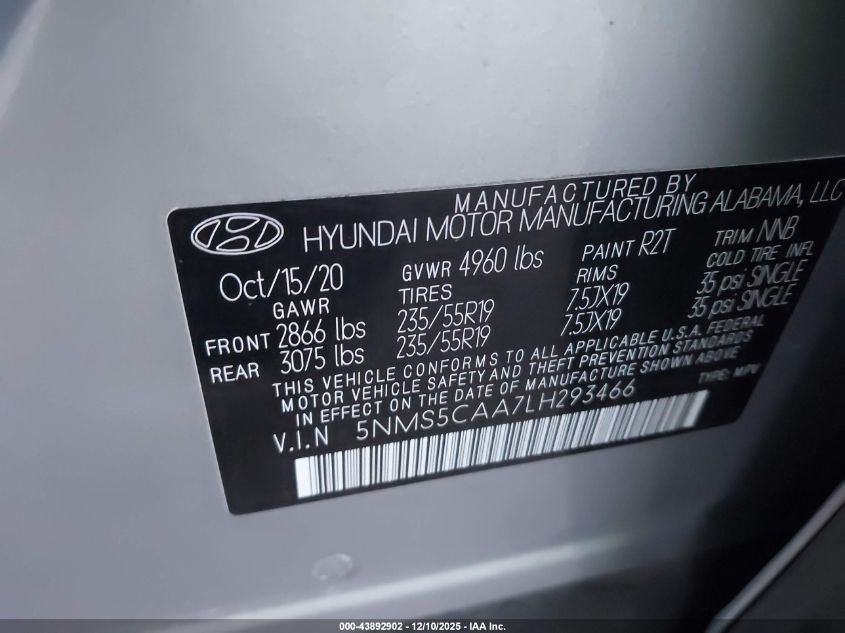 MANUFACTURED BY
HYUNDAI MOTOR MANUFACTURING ALABAMA, LLC
Oct/15/20 GVWR 4960 lbs PAINT R2T TRIM NNB
GAWR TIRES RIMS COLD TIRE INFL
FRONT 2866 lbs 235/55R19 7.5JX19 35 psi SINGLE
REAR 3075 lbs 235/55R19 7.5JX19 35 psi SINGLE
THIS VEHICLE CONFORMS TO ALL APPLICABLE U.S.A. FEDERAL
MOTOR VEHICLE SAFETY AND THEFT PREVENTION STANDARDS
IN EFFECT ON THE DATE OF MANUFACTURE SHOWN ABOVE
V.I.N 5NMS5CAA7LH293466 TYPE: MPV
000-43892902 - 12/10/2025 - IAA Inc.